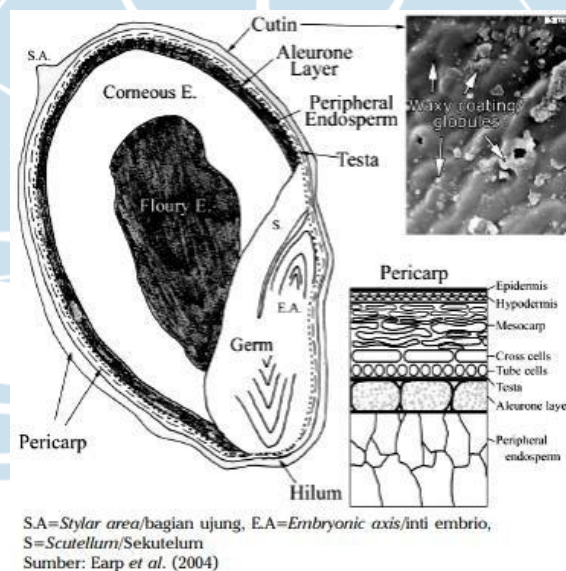 Cutin
S.A.
Aleurone
Layer
Corneous E.
Peripheral
Endosperm
Testa
Floury E.
S.
E.A.
Germ
Pericarp
Hilum
Waxy coating
globules
Pericarp
Epidermis
Hypodermis
Mesocarp
Cross cells
Tube cells
Testa
Aleurone layer
Peripheral
endosperm
S.A=Stylar area/bagian ujung, E.A=Embryonic axis/inti embrio,
S=Scutellum/Sekutelum
Sumber: Earp et al. (2004)